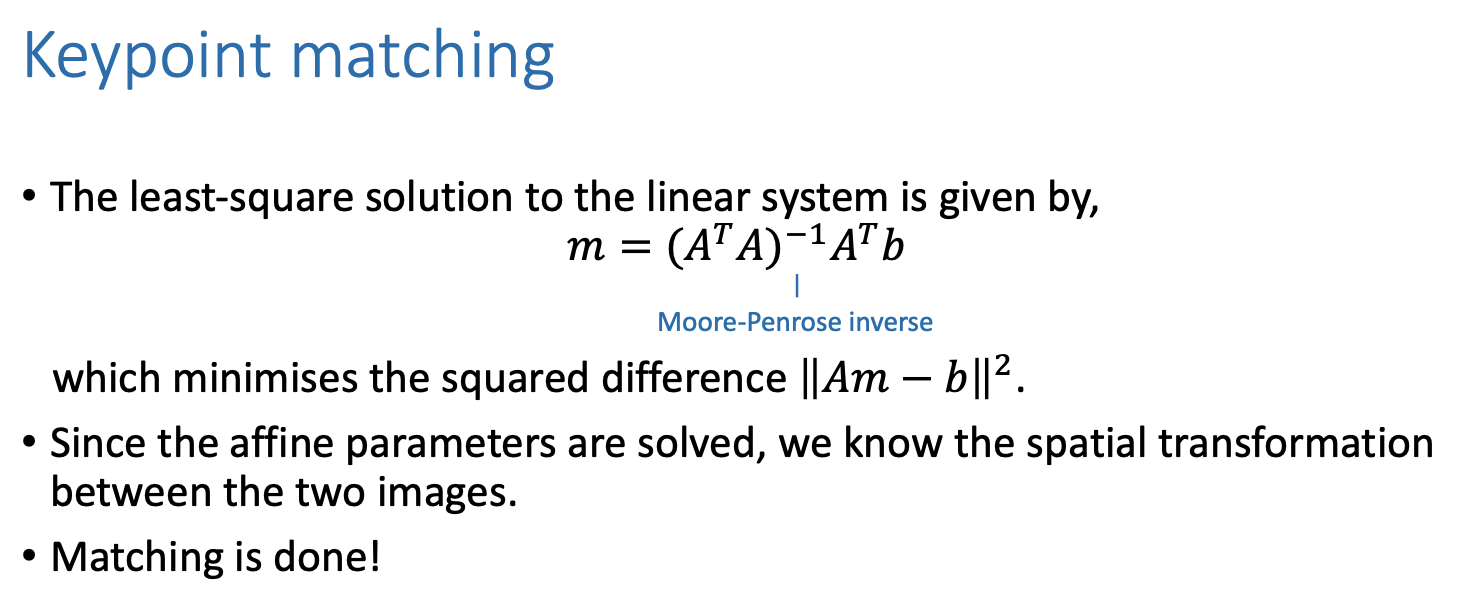 Keypoint matching
• The least-square solution to the linear system is given by,
m = (AᵀA)⁻¹Aᵀb
Moore-Penrose inverse
which minimises the squared difference ‖Am − b‖².
• Since the affine parameters are solved, we know the spatial transformation
between the two images.
• Matching is done!